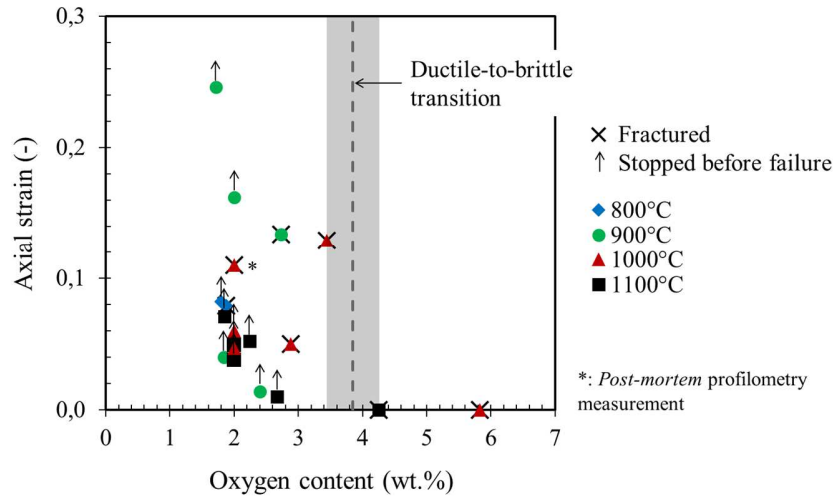 0,3
0,2
0,1
0,0
0 1 2 3 4 5 6 7
Axial strain (-)
Oxygen content (wt.%)
Ductile-to-brittle
transition
*
Fractured
Stopped before failure
800°C
900°C
1000°C
1100°C
*: Post-mortem profilometry
measurement